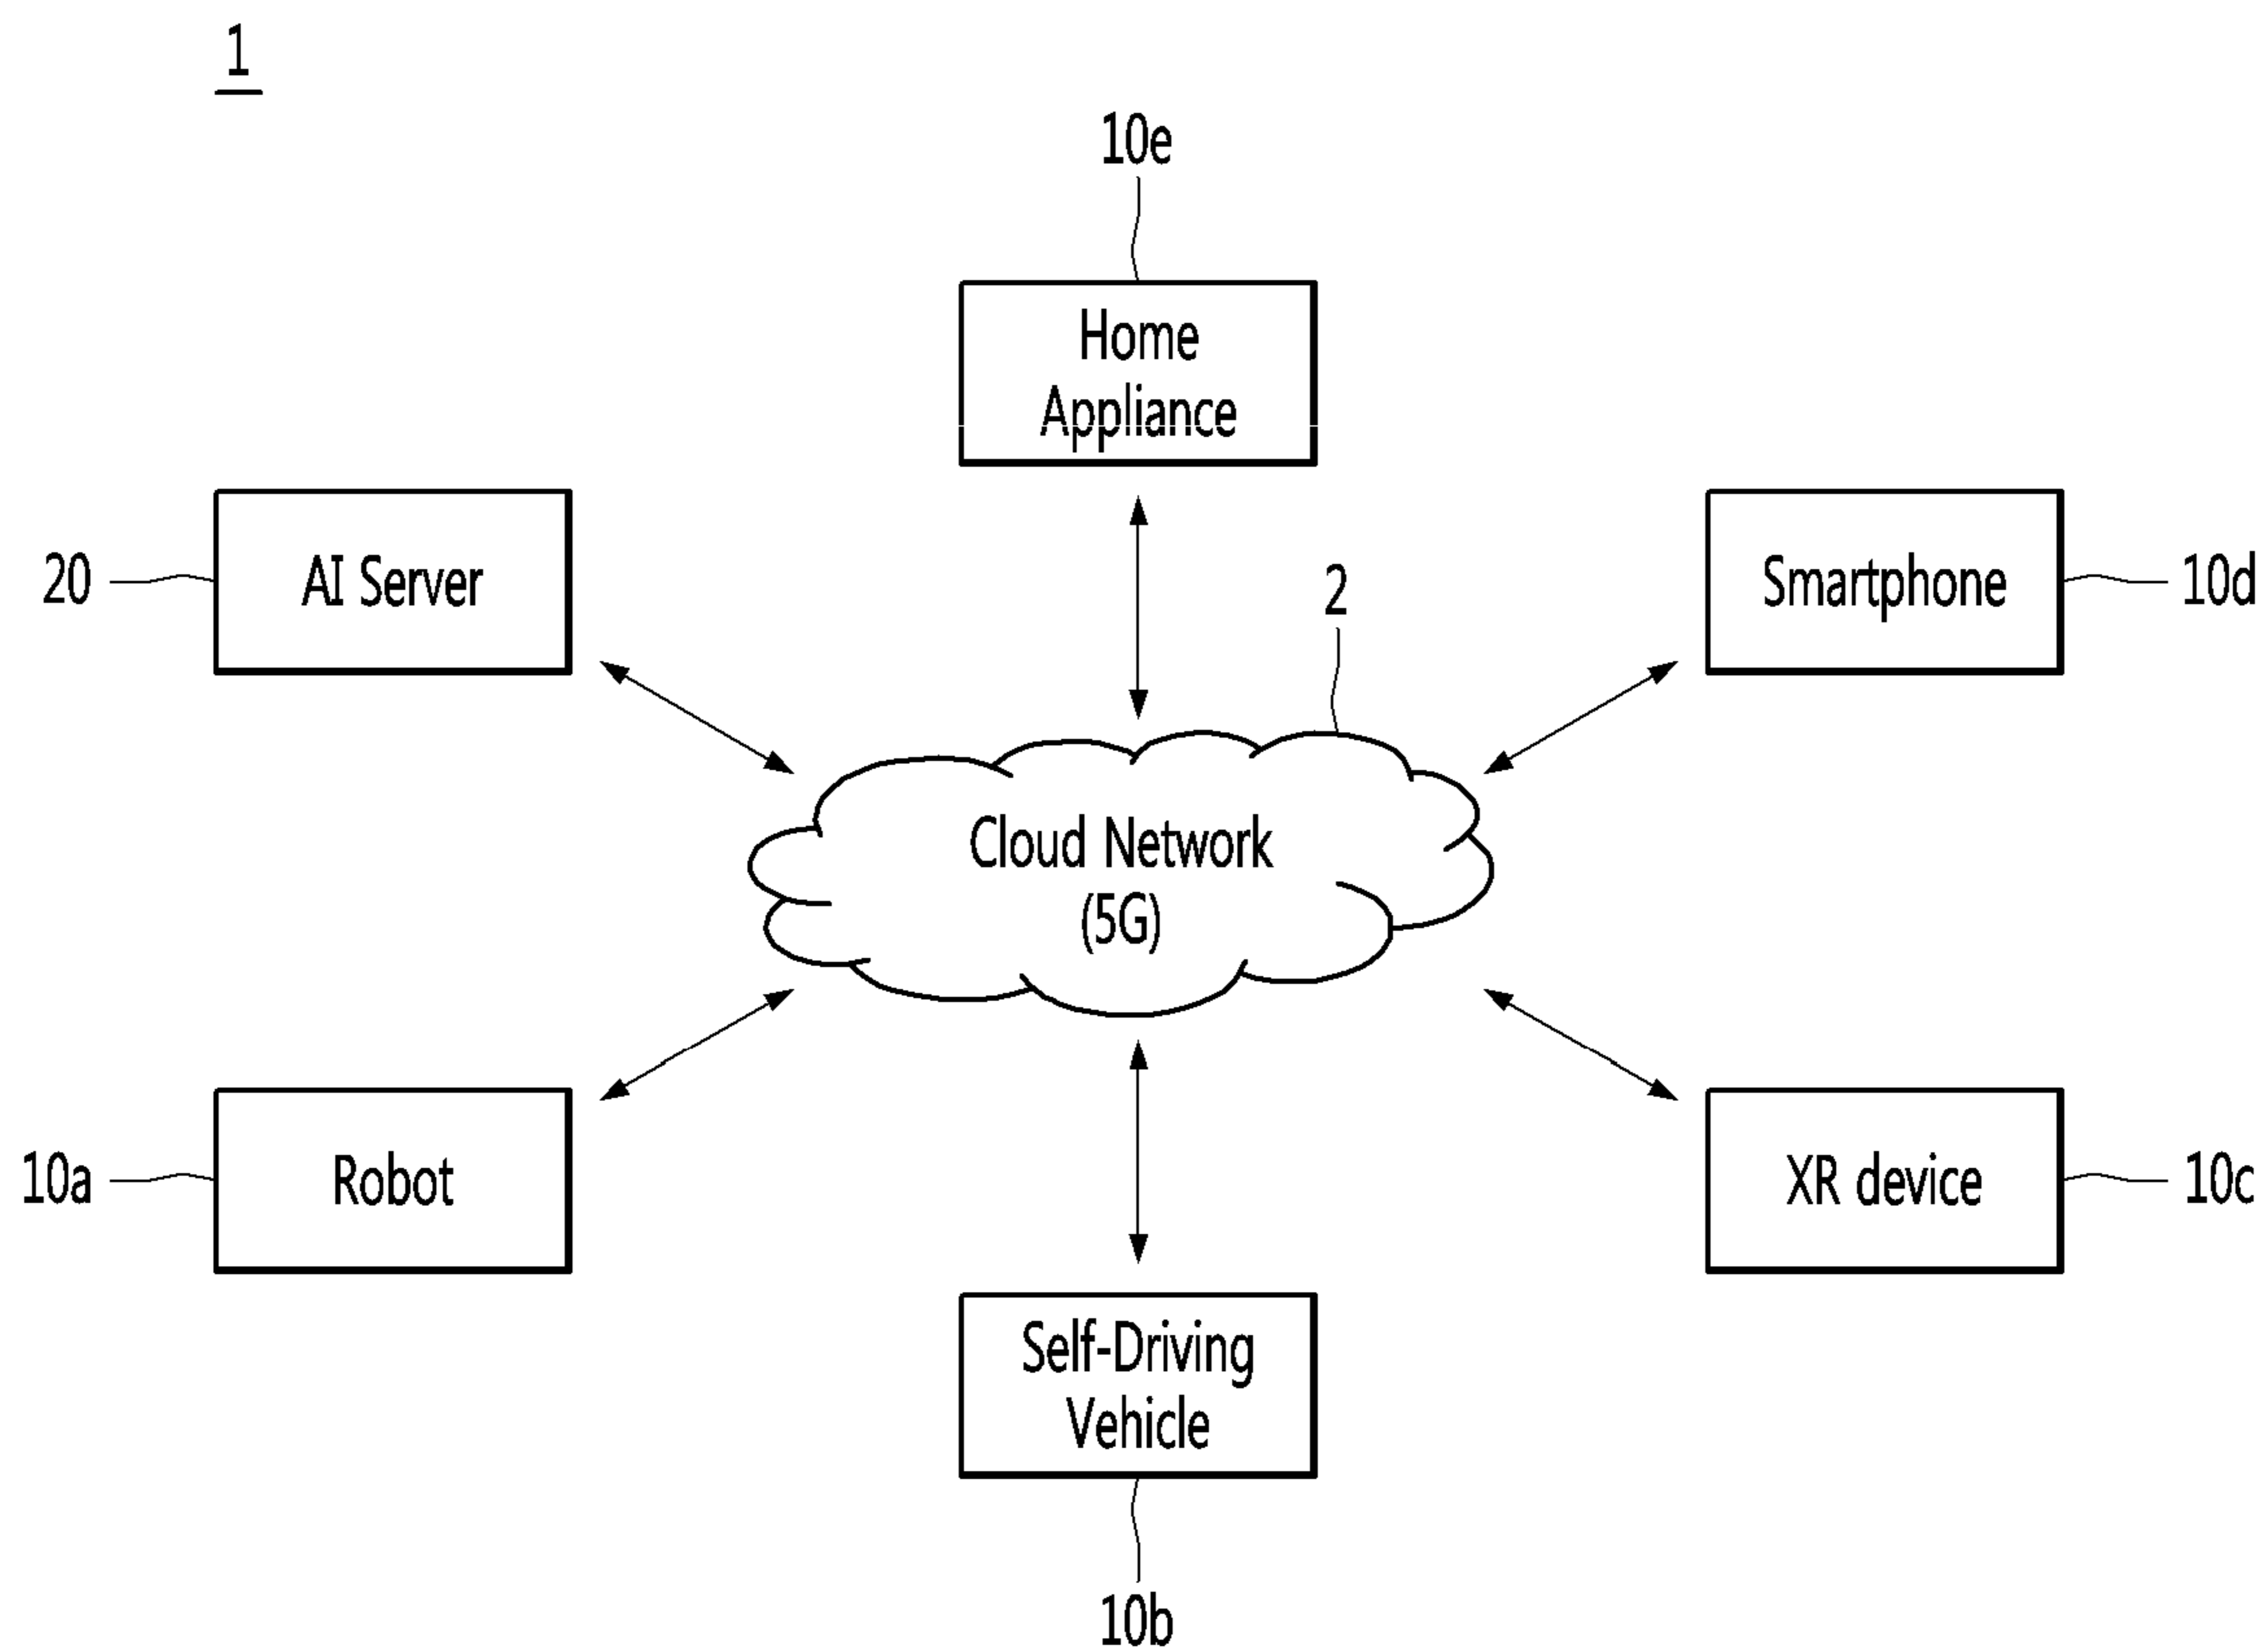 1
10e
Home
Appliance
20
AI Server
Smartphone
10d
2
Cloud Network
(5G)
10a
Robot
XR device
10c
Self-Driving
Vehicle
10b